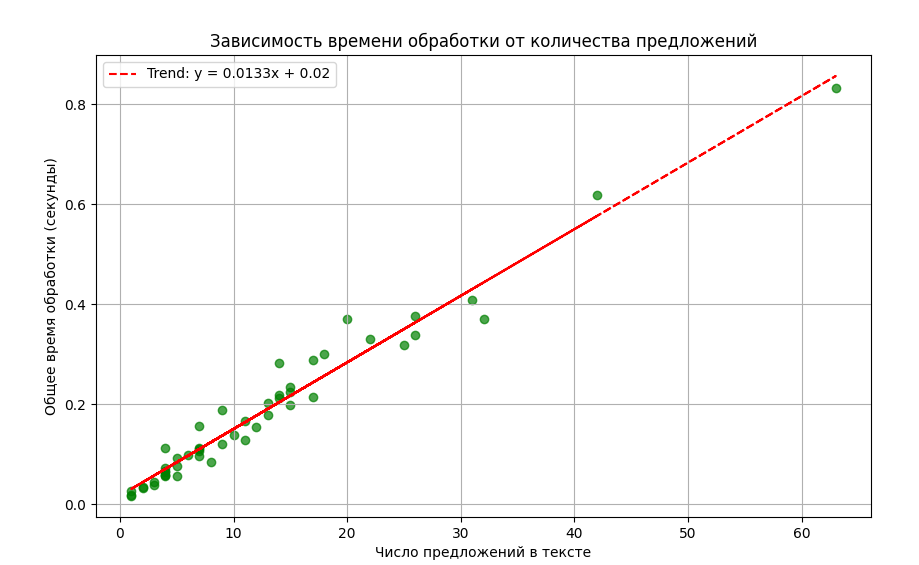 Зависимость времени обработки от количества предложений
Trend: y = 0.0133x + 0.02
Общее время обработки (секунды)
0.8
0.6
0.4
0.2
0.0
0 10 20 30 40 50 60
Число предложений в тексте